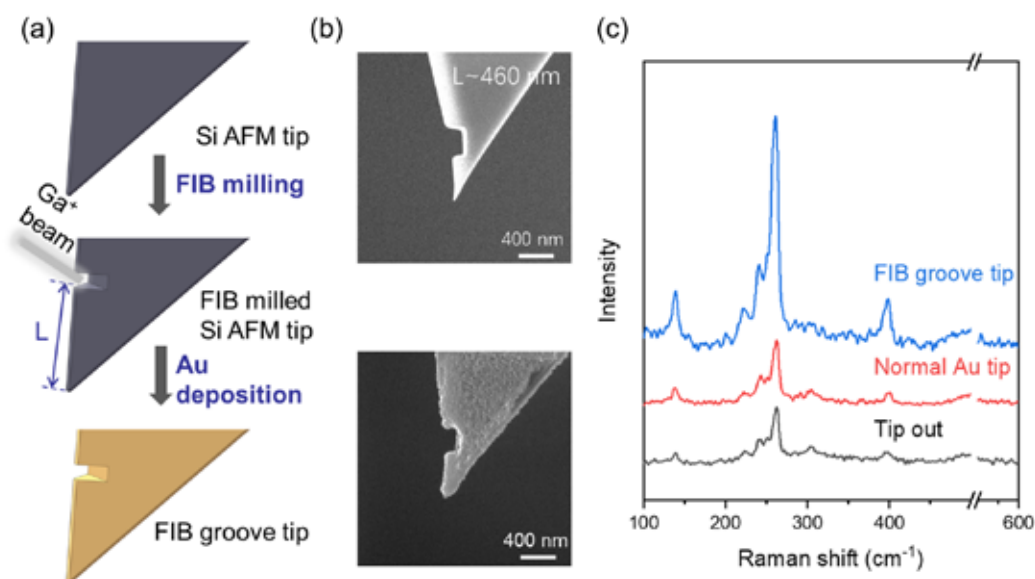 (a)
Si AFM tip
FIB milling
Ga⁺
beam
L
FIB milled
Si AFM tip
Au
deposition
FIB groove tip
(b)
L~460 nm
400 nm
400 nm
(c)
Intensity
FIB groove tip
Normal Au tip
Tip out
100 200 300 400 600
Raman shift (cm⁻¹)